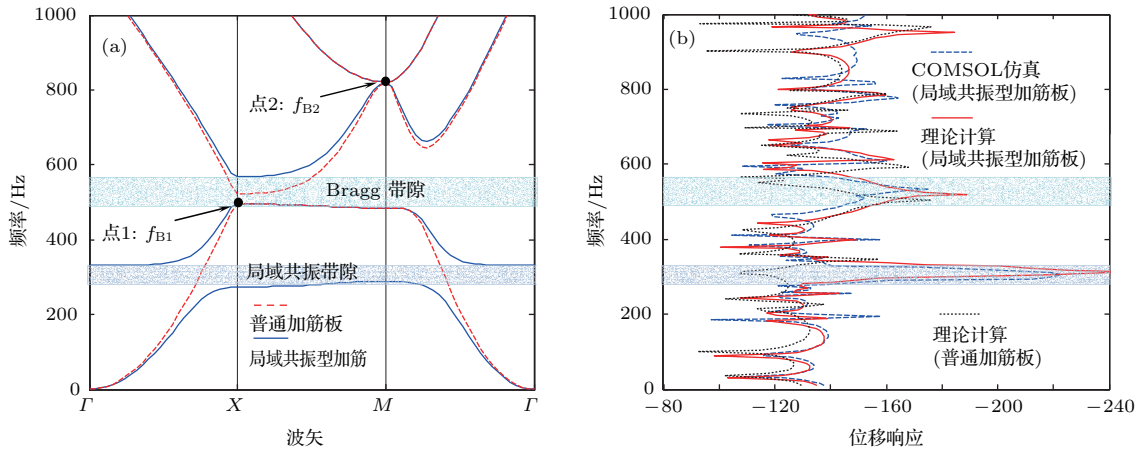 (a)
1000
800
600
400
200
0
频率/Hz
点2: fB2
Bragg 带隙
点1: fB1
局域共振带隙
普通加筋板
局域共振型加筋
Γ
X
M
Γ
波矢
(b)
1000
800
600
400
200
0
频率/Hz
COMSOL仿真
(局域共振型加筋板)
理论计算
(局域共振型加筋板)
理论计算
(普通加筋板)
−80
−120
−160
−200
−240
位移响应